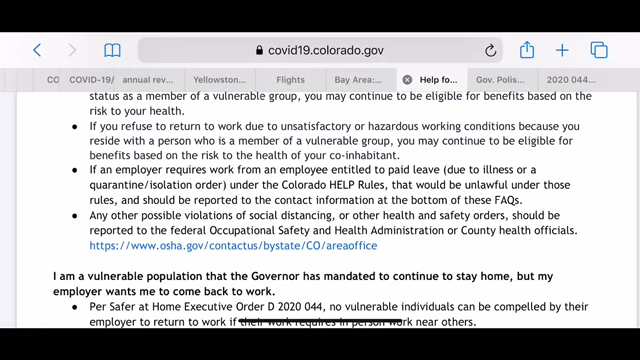 covid19.colorado.gov
CC
COVID-19/
annual rev...
Yellowston...
Flights
Bay Area:...
Help fo...
Gov. Polis...
2020 044...
status as a member of a vulnerable group, you may continue to be eligible for benefits based on the
risk to your health.
If you refuse to return to work due to unsatisfactory or hazardous working conditions because you
reside with a person who is a member of a vulnerable group, you may continue to be eligible for
benefits based on the risk to the health of your co-inhabitant.
If an employer requires work from an employee entitled to paid leave (due to illness or a
quarantine/isolation order) under the Colorado HELP Rules, that would be unlawful under those
rules, and should be reported to the contact information at the bottom of these FAQs.
Any other possible violations of social distancing, or other health and safety orders, should be
reported to the federal Occupational Safety and Health Administration or County health officials.
https://www.osha.gov/contactus/bystate/CO/areaoffice
I am a vulnerable population that the Governor has mandated to continue to stay home, but my
employer wants me to come back to work.
Per Safer at Home Executive Order D 2020 044, no vulnerable individuals can be compelled by their
employer to return to work if their work requires in person work near others.